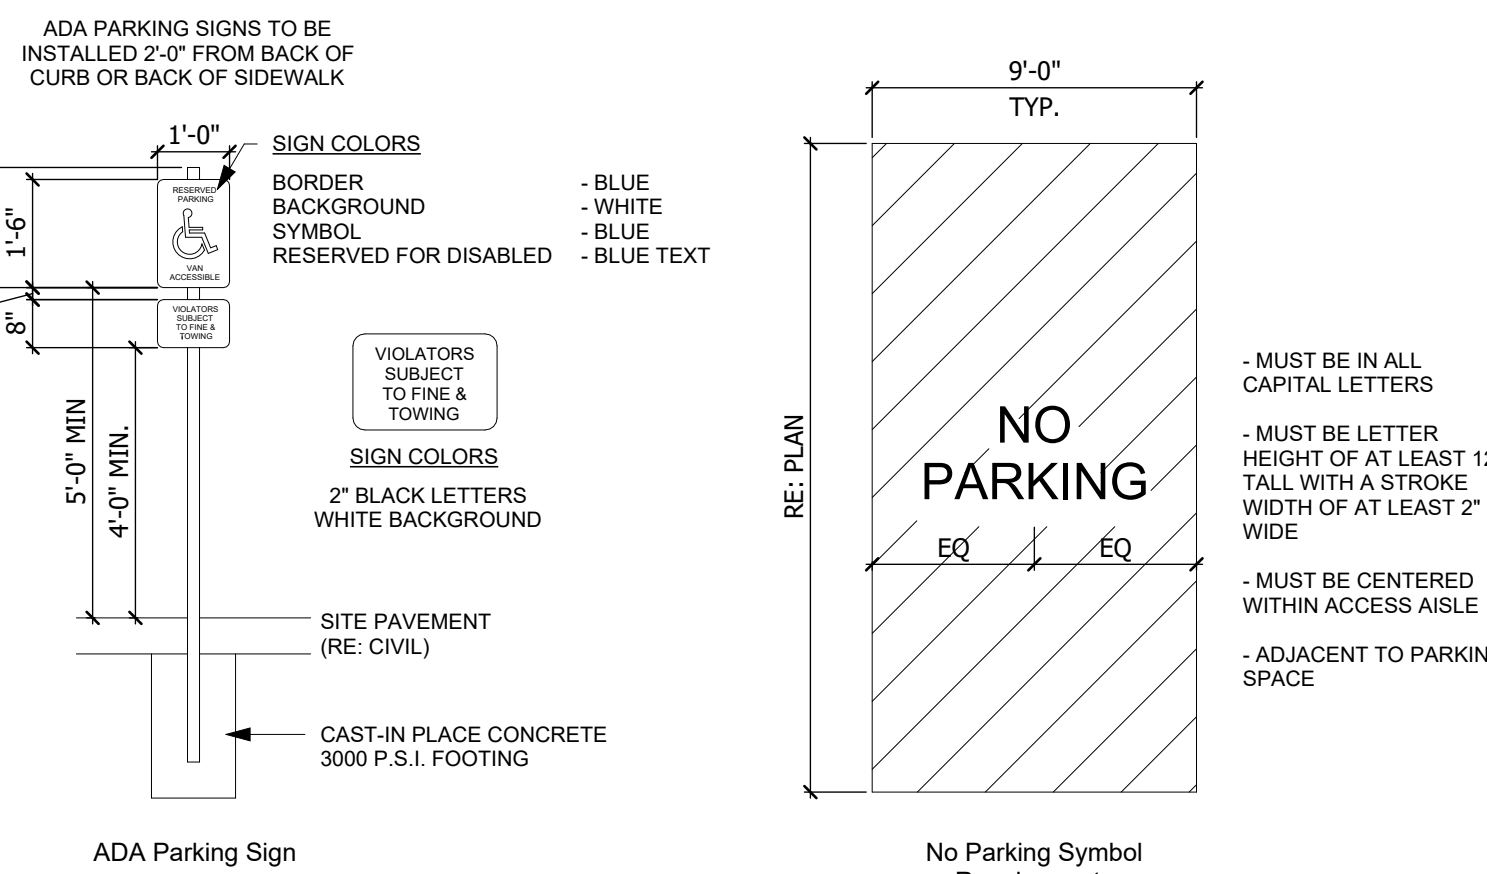 ADA PARKING SIGNS TO BE
INSTALLED 2'-0" FROM BACK OF
CURB OR BACK OF SIDEWALK
1'-0"
SIGN COLORS
BORDER - BLUE
BACKGROUND - WHITE
SYMBOL - BLUE
RESERVED FOR DISABLED - BLUE TEXT
RESERVED
PARKING
VAN
ACCESSIBLE
1'-6"
VIOLATORS
SUBJECT
TO FINE &
TOWING
8"
5'-0" MIN
4'-0" MIN.
VIOLATORS
SUBJECT
TO FINE &
TOWING
SIGN COLORS
2" BLACK LETTERS
WHITE BACKGROUND
SITE PAVEMENT
(RE: CIVIL)
CAST-IN PLACE CONCRETE
3000 P.S.I. FOOTING
ADA Parking Sign
9'-0"
TYP.
RE: PLAN
NO
PARKING
EQ EQ
- MUST BE IN ALL
CAPITAL LETTERS
- MUST BE LETTER
HEIGHT OF AT LEAST 12
TALL WITH A STROKE
WIDTH OF AT LEAST 2"
WIDE
- MUST BE CENTERED
WITHIN ACCESS AISLE
- ADJACENT TO PARKIN
SPACE
No Parking Symbol